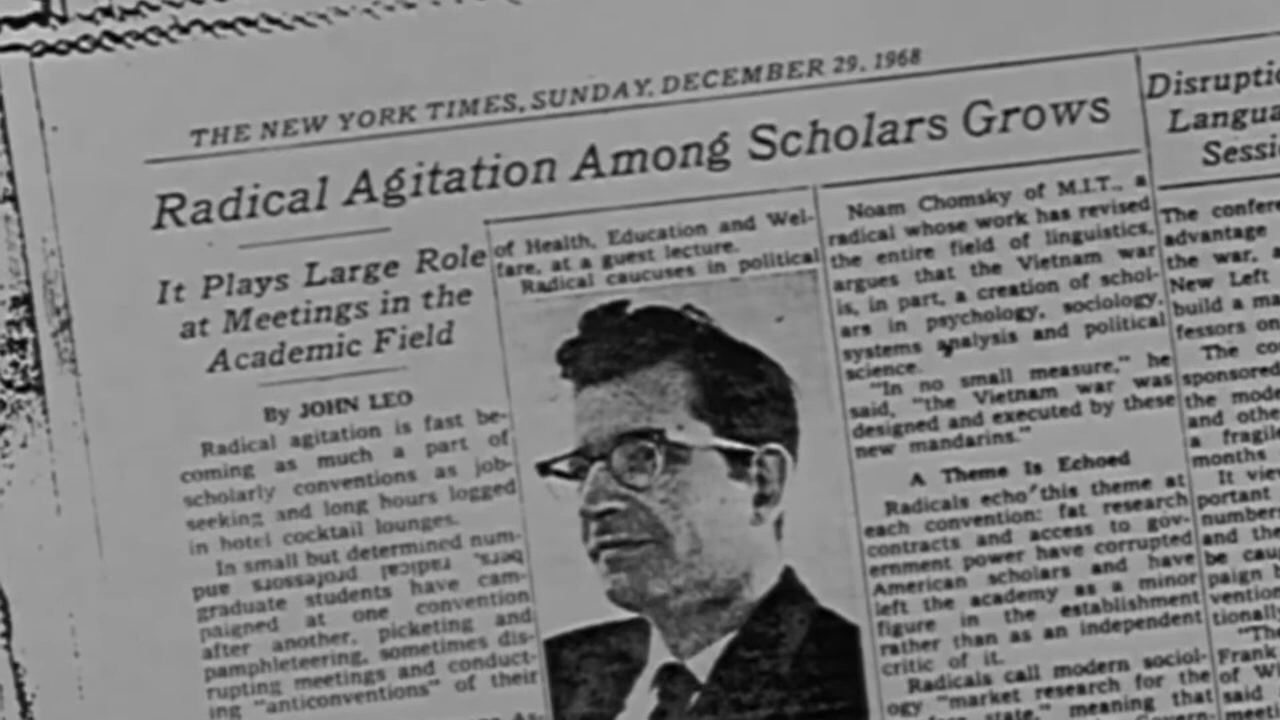 THE NEW YORK TIMES, SUNDAY, DECEMBER 29, 1968
Radical Agitation Among Scholars Grows
It Plays Large Role
at Meetings in the
Academic Field
By JOHN LEO
Radical agitation is fast be-
coming as much a part of
scholarly conventions as job-
seeking and long hours logged
in hotel cocktail lounges.
In small but determined num-
bers, radical professors and
graduate students have cam-
paigned at one convention
after another, picketing and
pamphleteering, sometimes dis-
rupting meetings and conduct-
ing "anticonventions" of their
of Health, Education and Wel-
fare, at a guest lecture.
Radical caucuses in political
Noam Chomsky of M.I.T., a
radical whose work has revised
the entire field of linguistics,
argues that the Vietnam war
is, in part, a creation of schol-
ars in psychology, sociology,
systems analysis and political
science.
"In no small measure," he
said, "the Vietnam war was
designed and executed by these
new mandarins."
A Theme Is Echoed
Radicals echo this theme at
each convention: fat research
contracts and access to gov-
ernment power have corrupted
American scholars and have
left the academy as a minor
figure in the establishment
rather than as an independent
critic of it.
Radicals call modern sociol-
ogy "market research for the
state," meaning that
Disrupti
Langua
Sessi
The confere
advantage
the war, a
New Left
build a ma
fessors on
The co
sponsored
the mode
and othe
a fragile
months
It vie
portant
number
and the
be cau
paign b
vention
tionall
"Th
Frank
of W
said
meeti